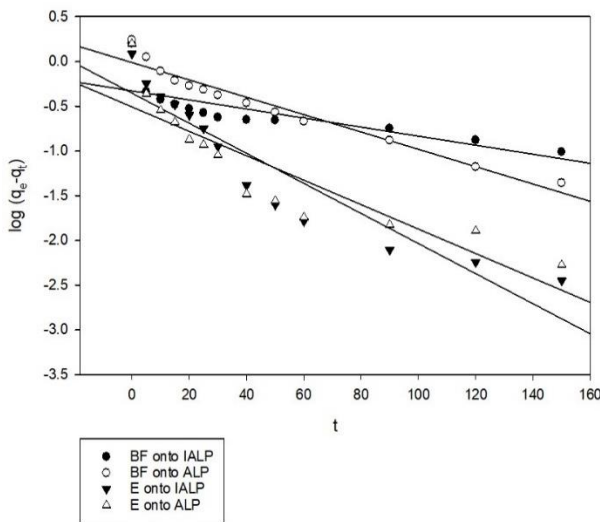 0.5
0.0
-0.5
-1.0
-1.5
-2.0
-2.5
-3.0
-3.5
log (qe-qt)
0 20 40 60 80 100 120 140 160
t
BF onto IALP
BF onto ALP
E onto IALP
E onto ALP